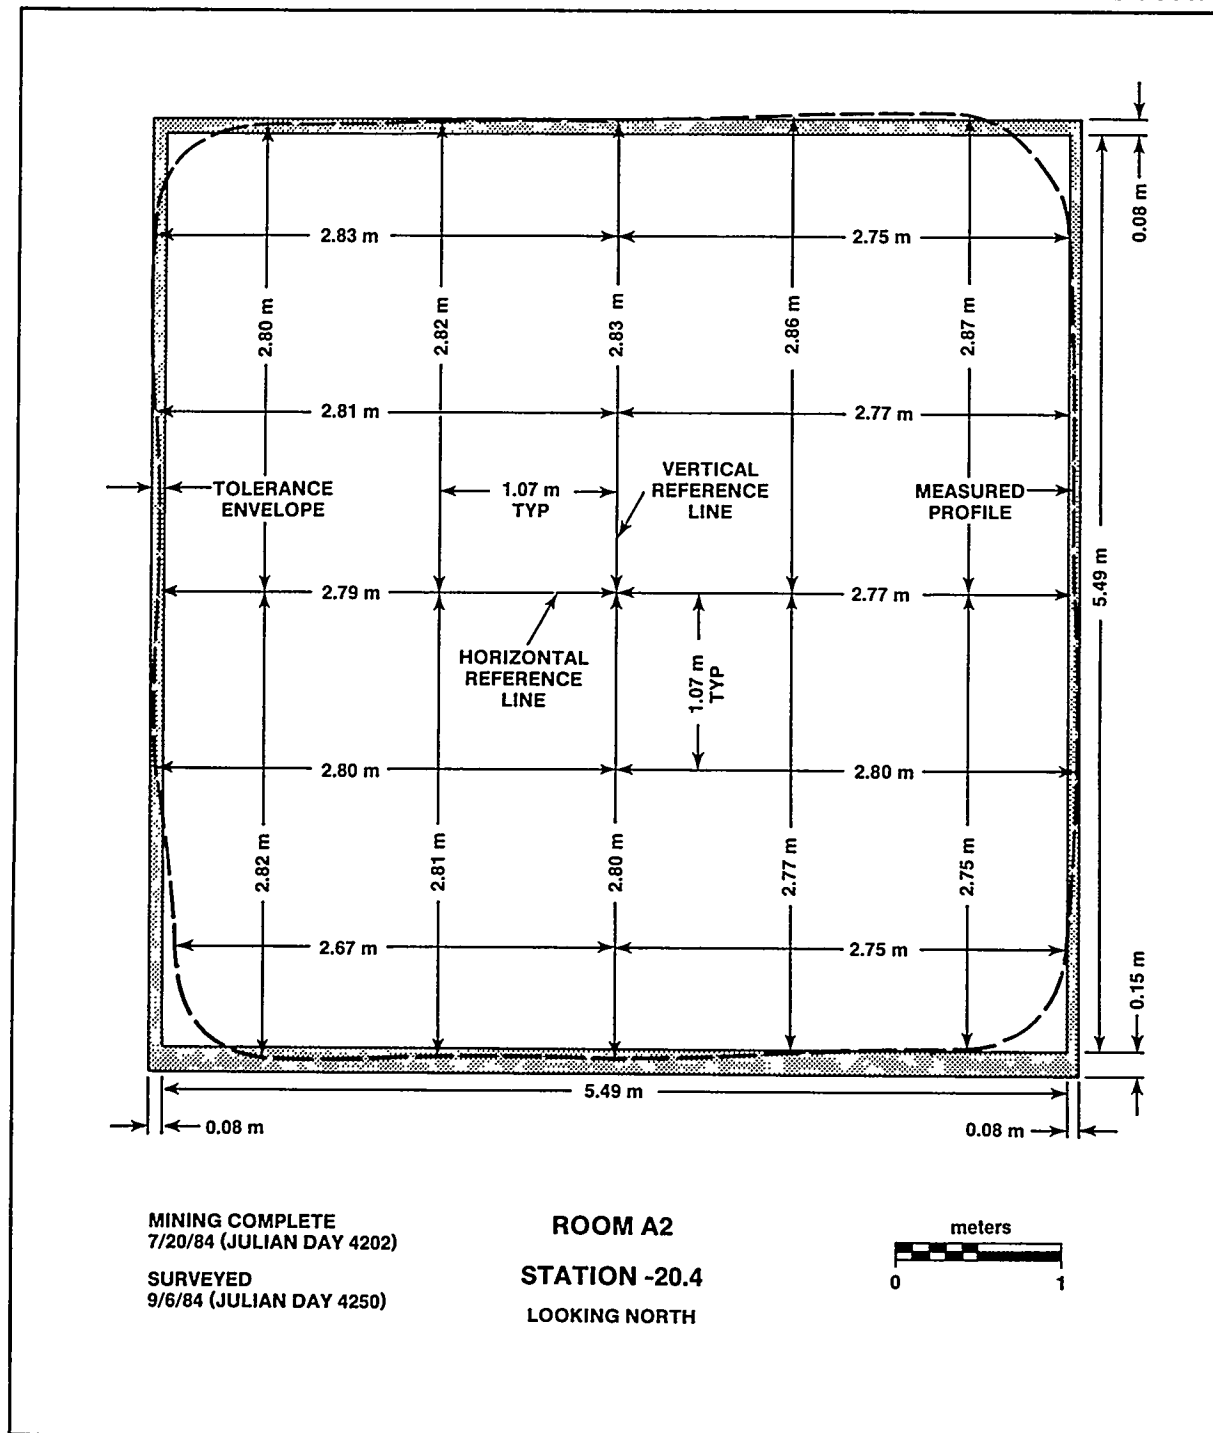 0.08 m
2.83 m
2.75 m
2.80 m
2.82 m
2.83 m
2.86 m
2.87 m
2.81 m
2.77 m
TOLERANCE
ENVELOPE
1.07 m
TYP
VERTICAL
REFERENCE
LINE
MEASURED
PROFILE
5.49 m
2.79 m
2.77 m
HORIZONTAL
REFERENCE
LINE
1.07 m
TYP
2.80 m
2.80 m
2.82 m
2.81 m
2.80 m
2.77 m
2.75 m
2.67 m
2.75 m
0.15 m
5.49 m
0.08 m
0.08 m
MINING COMPLETE
7/20/84 (JULIAN DAY 4202)
SURVEYED
9/6/84 (JULIAN DAY 4250)
ROOM A2
STATION -20.4
LOOKING NORTH
meters
0
1